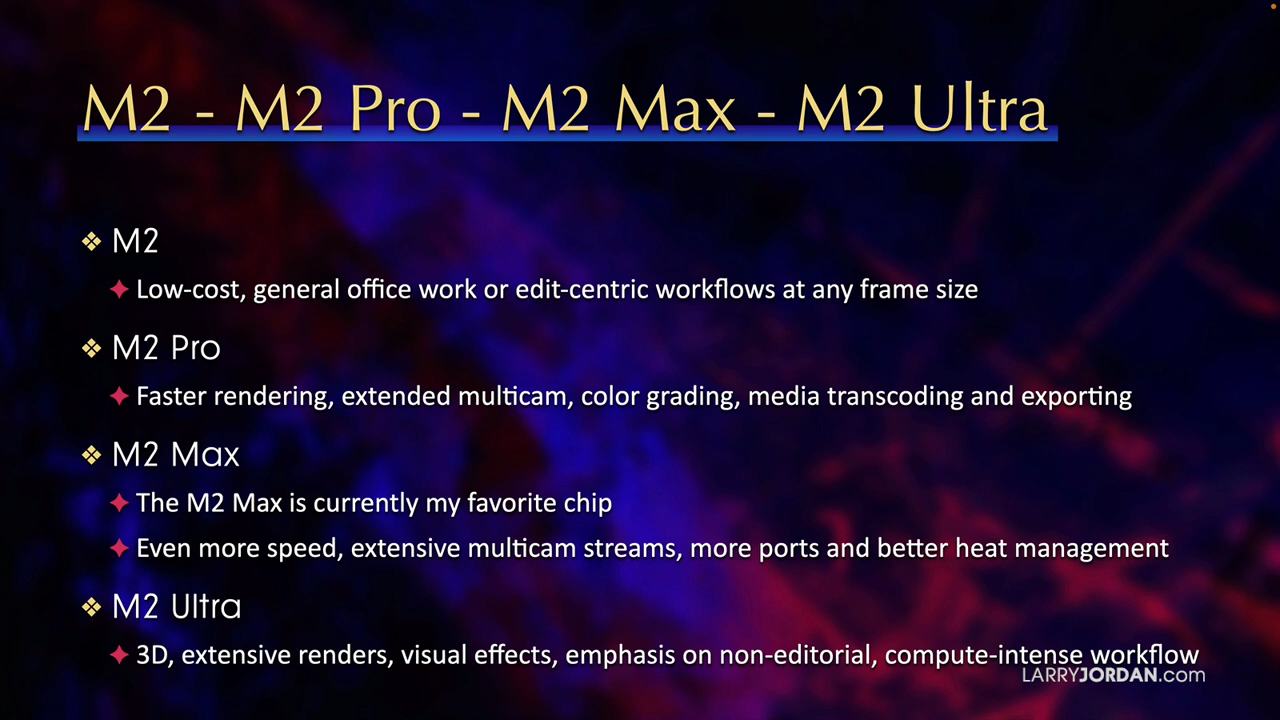 M2 - M2 Pro - M2 Max - M2 Ultra
M2
Low-cost, general office work or edit-centric workflows at any frame size
M2 Pro
Faster rendering, extended multicam, color grading, media transcoding and exporting
M2 Max
The M2 Max is currently my favorite chip
Even more speed, extensive multicam streams, more ports and better heat management
M2 Ultra
3D, extensive renders, visual effects, emphasis on non-editorial, compute-intense workflow
LARRYJORDAN.com